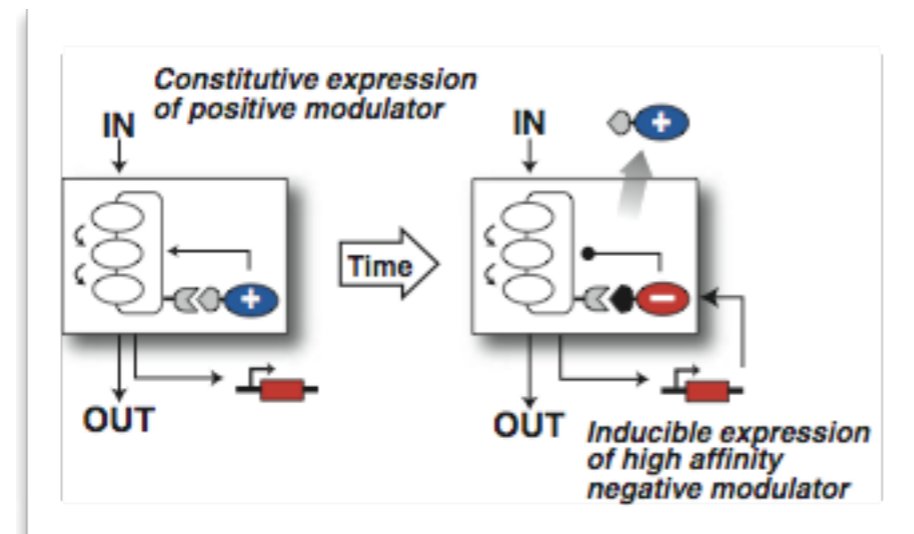 Constitutive expression
of positive modulator
IN
+
Time
OUT
IN
+
−
OUT
Inducible expression
of high affinity
negative modulator